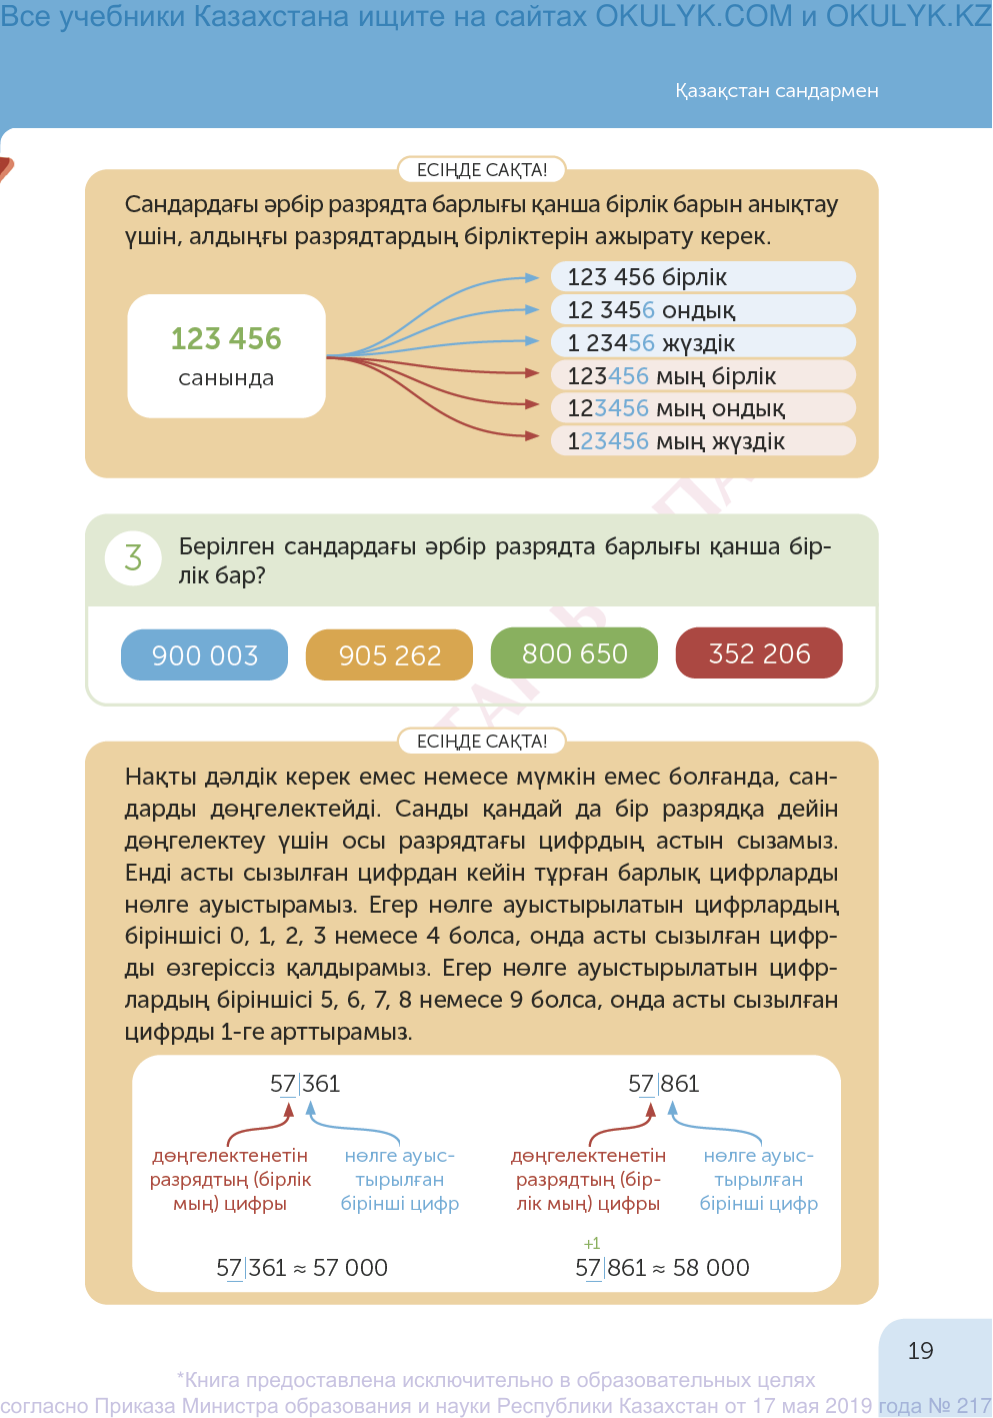 Все учебники Казахстана ищите на сайтах OKULYK.COM и OKULYK.KZ
Қазақстан сандармен
ЕСІҢДЕ САҚТА!
Сандардағы әрбір разрядта барлығы қанша бірлік барын анықтау
үшін, алдыңғы разрядтардың бірліктерін ажырату керек.
123 456
санында
123 456 бірлік
12 3456 ондық
1 23456 жүздік
123456 мың бірлік
123456 мың ондық
123456 мың жүздік
3
Берілген сандардағы әрбір разрядта барлығы қанша бір-
лік бар?
900 003 905 262 800 650 352 206
ЕСІҢДЕ САҚТА!
Нақты дәлдік керек емес немесе мүмкін емес болғанда, сан-
дарды дөңгелектейді. Санды қандай да бір разрядқа дейін
дөңгелектеу үшін осы разрядтағы цифрдың астын сызамыз.
Енді асты сызылған цифрдан кейін тұрған барлық цифрларды
нөлге ауыстырамыз. Егер нөлге ауыстырылатын цифрлардың
біріншісі 0, 1, 2, 3 немесе 4 болса, онда асты сызылған цифр-
ды өзгеріссіз қалдырамыз. Егер нөлге ауыстырылатын цифр-
лардың біріншісі 5, 6, 7, 8 немесе 9 болса, онда асты сызылған
цифрды 1-ге арттырамыз.
57|361
дөңгелектенетін
разрядтың (бірлік
мың) цифры
нөлге ауыс-
тырылған
бірінші цифр
57|361 ≈ 57 000
57|861
дөңгелектенетін
разрядтың (бір-
лік мың) цифры
нөлге ауыс-
тырылған
бірінші цифр
+1
57|861 ≈ 58 000
19
*Книга предоставлена исключительно в образовательных целях
согласно Приказа Министра образования и науки Республики Казахстан от 17 мая 2019 года № 217